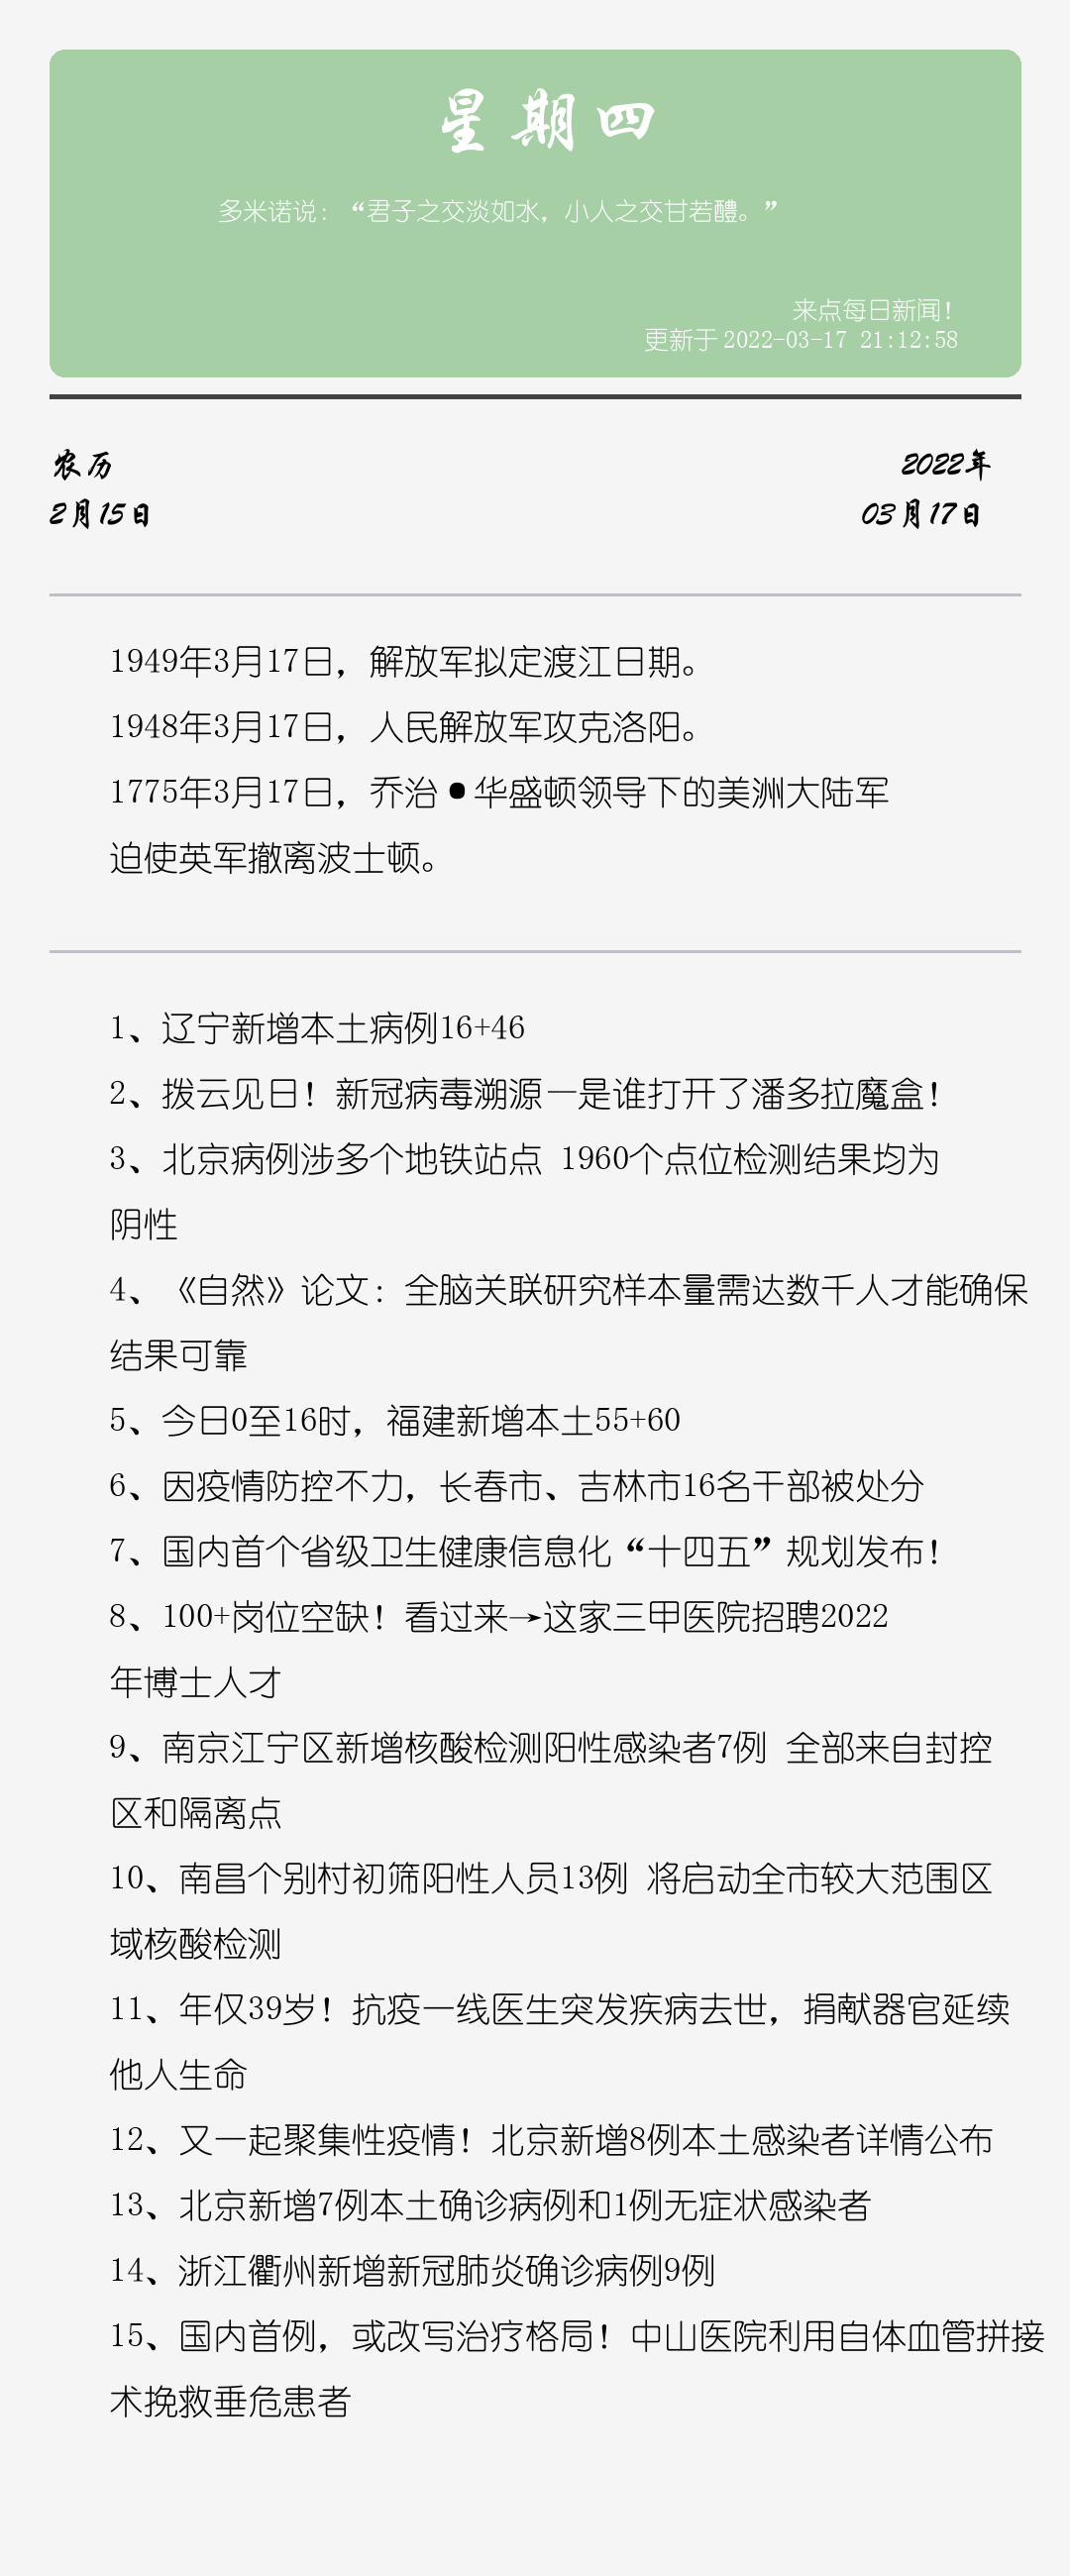 星期四
多米诺说：“君子之交淡如水，小人之交甘若醴。”
来点每日新闻！
更新于 2022-03-17 21:12:58
农历
2022年
2月15日
03月17日
1949年3月17日，解放军拟定渡江日期。
1948年3月17日，人民解放军攻克洛阳。
1775年3月17日，乔治•华盛顿领导下的美洲大陆军
迫使英军撤离波士顿。
1、辽宁新增本土病例16+46
2、拨云见日！新冠病毒溯源—是谁打开了潘多拉魔盒！
3、北京病例涉多个地铁站点 1960个点位检测结果均为
阴性
4、《自然》论文：全脑关联研究样本量需达数千人才能确保
结果可靠
5、今日0至16时，福建新增本土55+60
6、因疫情防控不力，长春市、吉林市16名干部被处分
7、国内首个省级卫生健康信息化“十四五”规划发布！
8、100+岗位空缺！看过来→这家三甲医院招聘2022
年博士人才
9、南京江宁区新增核酸检测阳性感染者7例 全部来自封控
区和隔离点
10、南昌个别村初筛阳性人员13例 将启动全市较大范围区
域核酸检测
11、年仅39岁！抗疫一线医生突发疾病去世，捐献器官延续
他人生命
12、又一起聚集性疫情！北京新增8例本土感染者详情公布
13、北京新增7例本土确诊病例和1例无症状感染者
14、浙江衢州新增新冠肺炎确诊病例9例
15、国内首例，或改写治疗格局！中山医院利用自体血管拼接
术挽救垂危患者